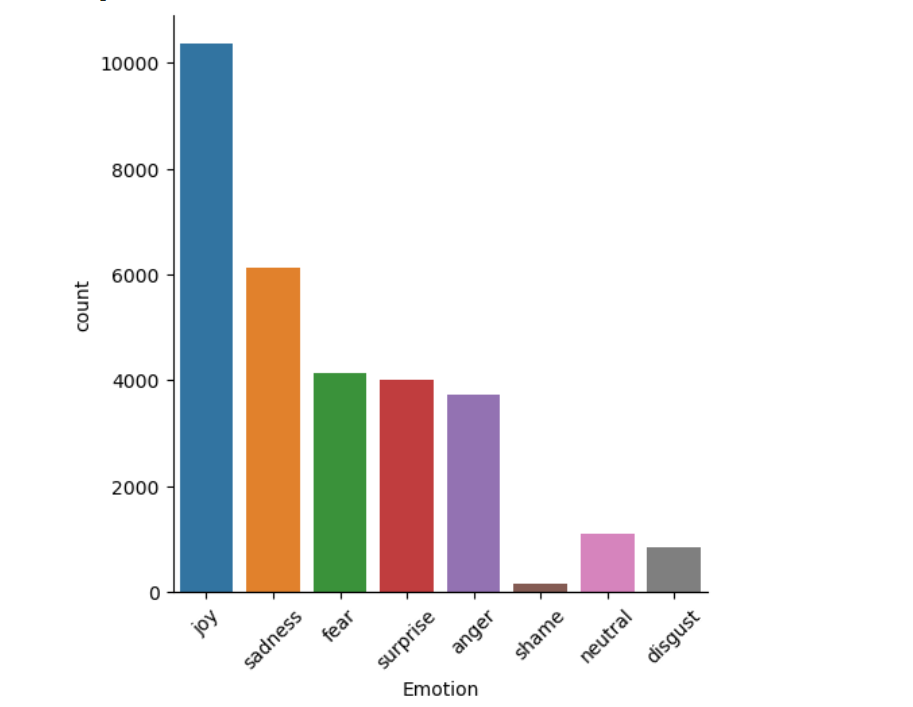 10000
8000
6000
4000
2000
0
count
joy
sadness
fear
surprise
anger
shame
neutral
disgust
Emotion